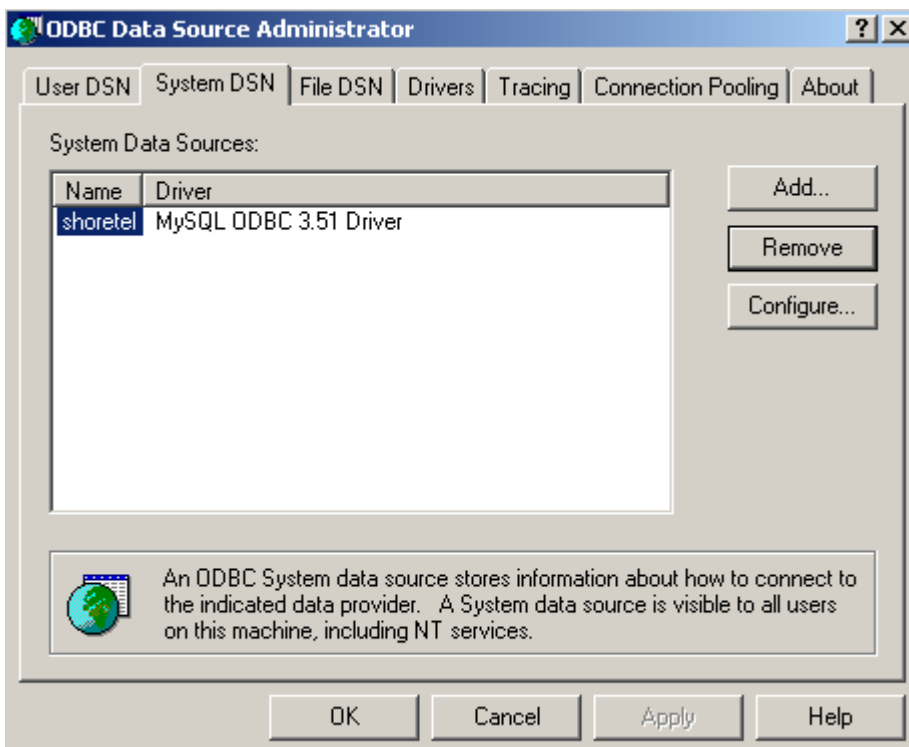 ODBC Data Source Administrator
User DSN System DSN File DSN Drivers Tracing Connection Pooling About
System Data Sources:
Name Driver
shoretel MySQL ODBC 3.51 Driver
Add...
Remove
Configure...
An ODBC System data source stores information about how to connect to
the indicated data provider. A System data source is visible to all users
on this machine, including NT services.
OK Cancel Apply Help